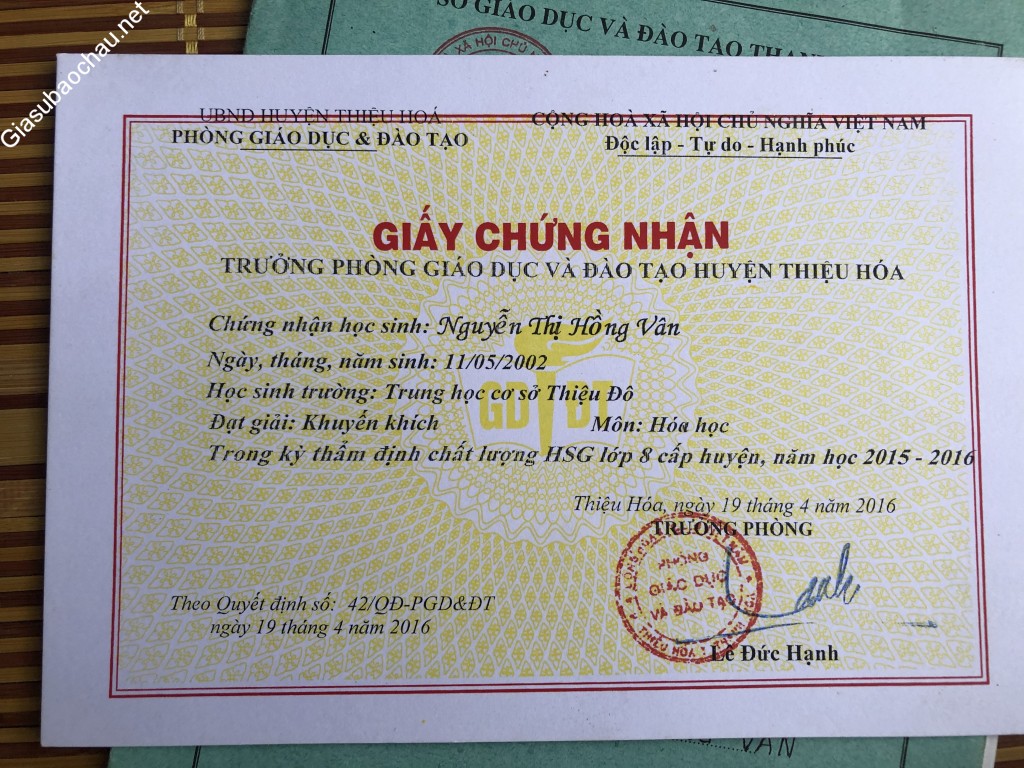 Giasubaochau.net
SỞ GIÁO DỤC VÀ ĐÀO TẠO
XÃ HỘI CHỦ
UBND HUYỆN THIỆU HOÁ
PHÒNG GIÁO DỤC & ĐÀO TẠO
CỘNG HOÀ XÃ HỘI CHỦ NGHĨA VIỆT NAM
Độc lập - Tự do - Hạnh phúc
GIẤY CHỨNG NHẬN
TRƯỞNG PHÒNG GIÁO DỤC VÀ ĐÀO TẠO HUYỆN THIỆU HÓA
Chứng nhận học sinh: Nguyễn Thị Hồng Vân
Ngày, tháng, năm sinh: 11/05/2002
Học sinh trường: Trung học cơ sở Thiệu Đô
Đạt giải: Khuyến khích Môn: Hóa học
Trong kỳ thẩm định chất lượng HSG lớp 8 cấp huyện, năm học 2015 - 2016
GD ĐT
Thiệu Hóa, ngày 19 tháng 4 năm 2016
TRƯỞNG PHÒNG
PHÒNG
GIÁO DỤC
VÀ ĐÀO TẠO
Theo Quyết định số: 42/QĐ-PGD&ĐT
ngày 19 tháng 4 năm 2016
Lê Đức Hạnh
VÂN